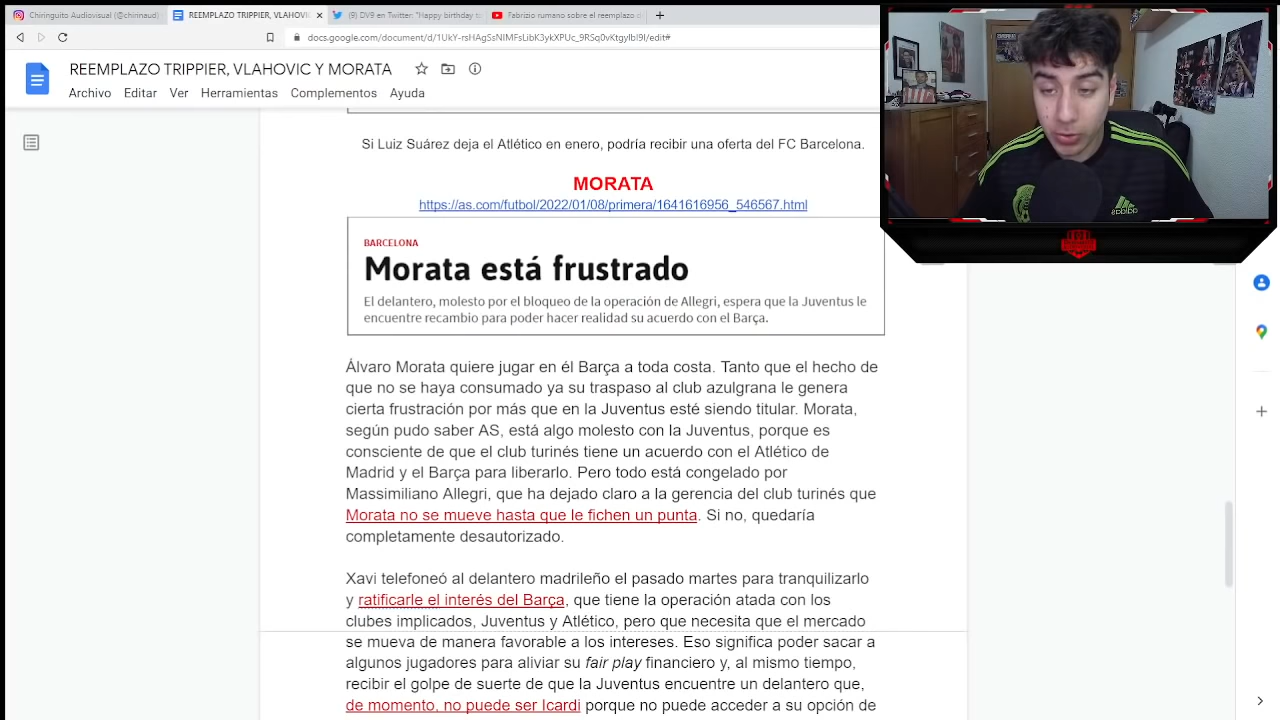 Chiringuito Audiovisual (@chirinaud)
REEMPLAZO TRIPPIER, VLAHOVIC
(9) DV9 en Twitter: "Happy birthday to
Fabrizio rumano sobre el reemplazo d
REEMPLAZO TRIPPIER, VLAHOVIC Y MORATA
Archivo Editar Ver Herramientas Complementos Ayuda
Si Luiz Suárez deja el Atlético en enero, podría recibir una oferta del FC Barcelona.
MORATA
https://as.com/futbol/2022/01/08/primera/1641616956_546567.html
BARCELONA
Morata está frustrado
El delantero, molesto por el bloqueo de la operación de Allegri, espera que la Juventus le
encuentre recambio para poder hacer realidad su acuerdo con el Barça.
Álvaro Morata quiere jugar en él Barça a toda costa. Tanto que el hecho de
que no se haya consumado ya su traspaso al club azulgrana le genera
cierta frustración por más que en la Juventus esté siendo titular. Morata,
según pudo saber AS, está algo molesto con la Juventus, porque es
consciente de que el club turinés tiene un acuerdo con el Atlético de
Madrid y el Barça para liberarlo. Pero todo está congelado por
Massimiliano Allegri, que ha dejado claro a la gerencia del club turinés que
Morata no se mueve hasta que le fichen un punta. Si no, quedaría
completamente desautorizado.
Xavi telefoneó al delantero madrileño el pasado martes para tranquilizarlo
y ratificarle el interés del Barça, que tiene la operación atada con los
clubes implicados, Juventus y Atlético, pero que necesita que el mercado
se mueva de manera favorable a los intereses. Eso significa poder sacar a
algunos jugadores para aliviar su fair play financiero y, al mismo tiempo,
recibir el golpe de suerte de que la Juventus encuentre un delantero que,
de momento, no puede ser Icardi porque no puede acceder a su opción de
adidas